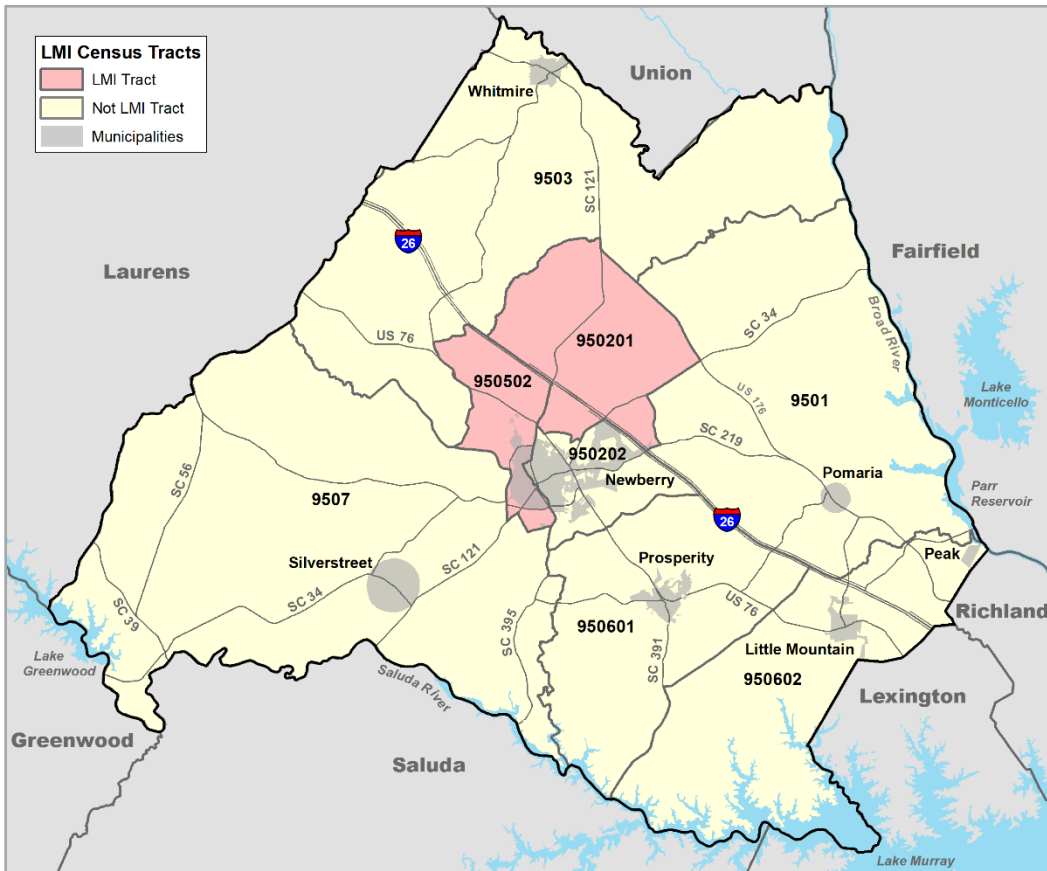 LMI Census Tracts
LMI Tract
Not LMI Tract
Municipalities
Union
Whitmire
9503
SC 121
26
Laurens
Fairfield
Broad River
SC 34
US 76
950201
950502
Lake
Monticello
US 176
9501
SC 219
950202
Newberry
SC 56
Pomaria
Parr
Reservoir
9507
26
Silverstreet
SC 121
Prosperity
Peak
SC 34
US 76
Richland
SC 39
SC 395
950601
SC 391
Little Mountain
Lake
Greenwood
Saluda River
950602
Lexington
Greenwood
Saluda
Lake Murray